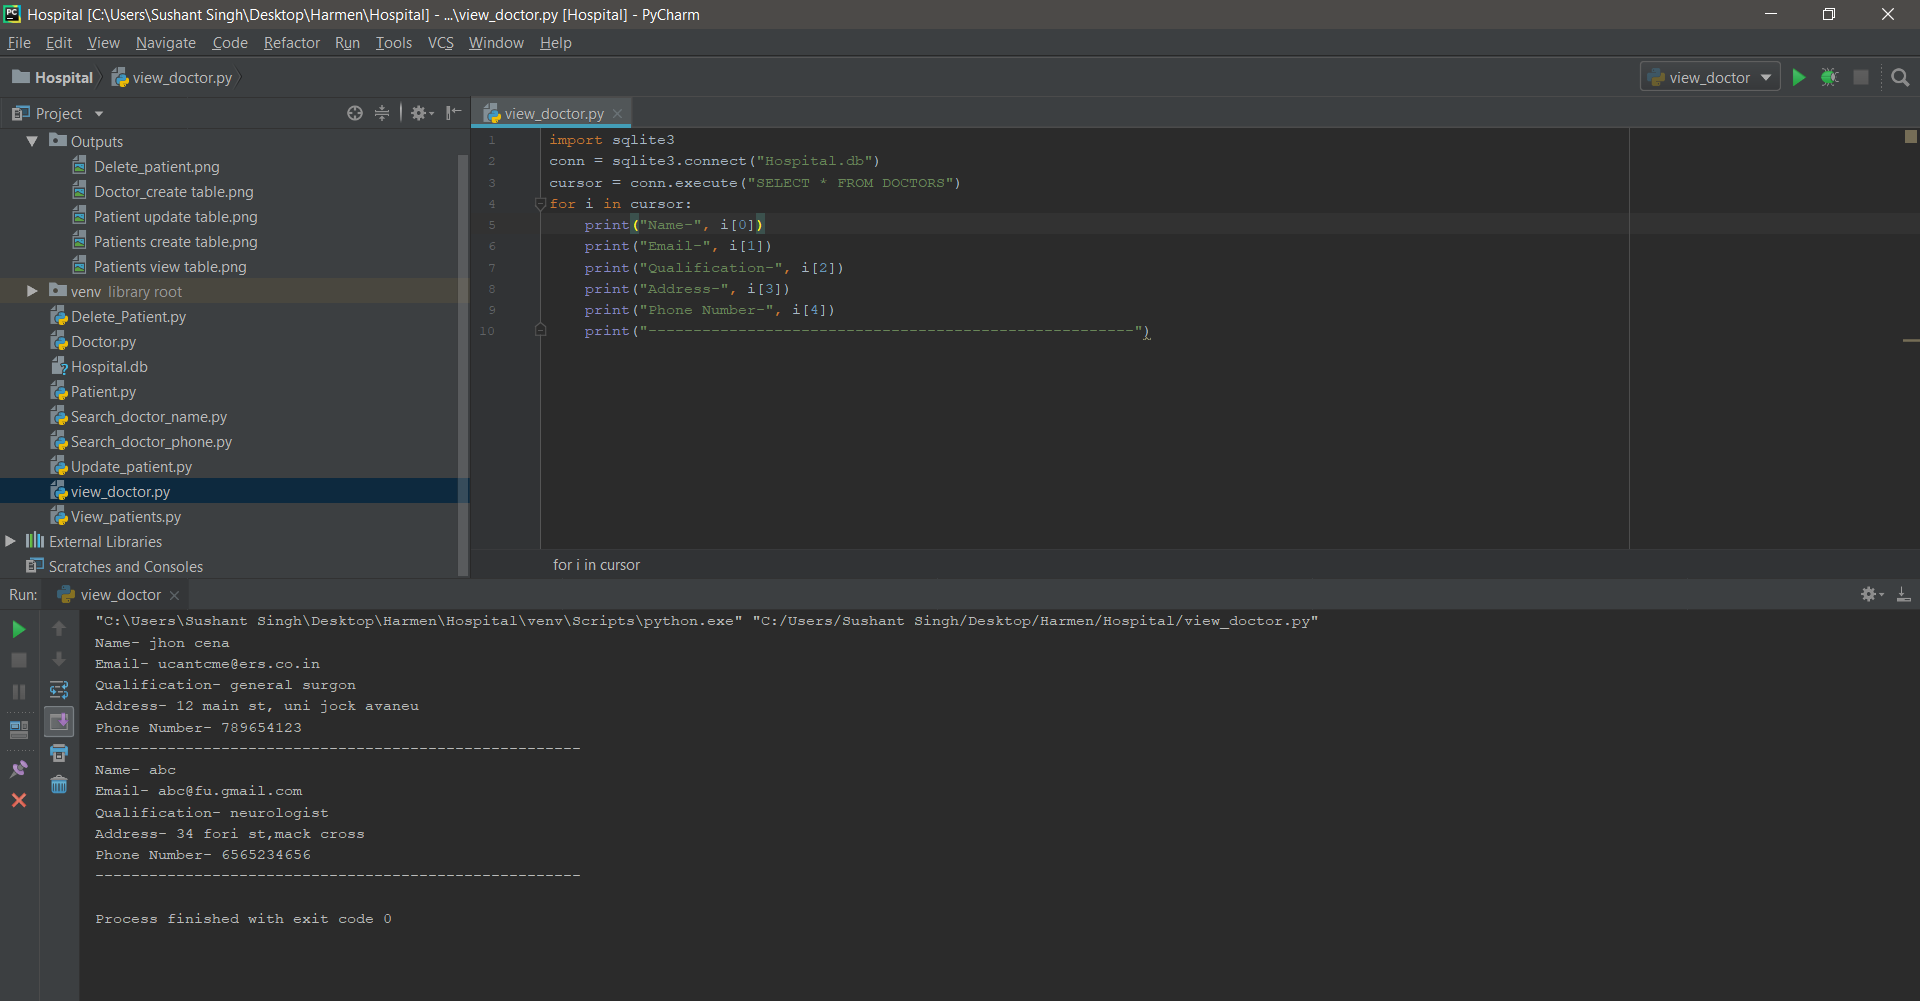 Hospital [C:\Users\Sushant Singh\Desktop\Harmen\Hospital] - ...\view_doctor.py [Hospital] - PyCharm
File Edit View Navigate Code Refactor Run Tools VCS Window Help
Hospital view_doctor.py view_doctor
Project
Outputs
Delete_patient.png
Doctor_create table.png
Patient update table.png
Patients create table.png
Patients view table.png
venv library root
Delete_Patient.py
Doctor.py
Hospital.db
Patient.py
Search_doctor_name.py
Search_doctor_phone.py
Update_patient.py
view_doctor.py
View_patients.py
External Libraries
Scratches and Consoles
view_doctor.py
1 import sqlite3
2 conn = sqlite3.connect("Hospital.db")
3 cursor = conn.execute("SELECT * FROM DOCTORS")
4 for i in cursor:
5     print("Name-", i[0])
6     print("Email-", i[1])
7     print("Qualification-", i[2])
8     print("Address-", i[3])
9     print("Phone Number-", i[4])
10     print("------------------------------------------------------")
for i in cursor
Run: view_doctor
"C:\Users\Sushant Singh\Desktop\Harmen\Hospital\venv\Scripts\python.exe" "C:/Users/Sushant Singh/Desktop/Harmen/Hospital/view_doctor.py"
Name- jhon cena
Email- ucantcme@ers.co.in
Qualification- general surgon
Address- 12 main st, uni jock avaneu
Phone Number- 789654123
------------------------------------------------------
Name- abc
Email- abc@fu.gmail.com
Qualification- neurologist
Address- 34 fori st,mack cross
Phone Number- 6565234656
------------------------------------------------------
Process finished with exit code 0